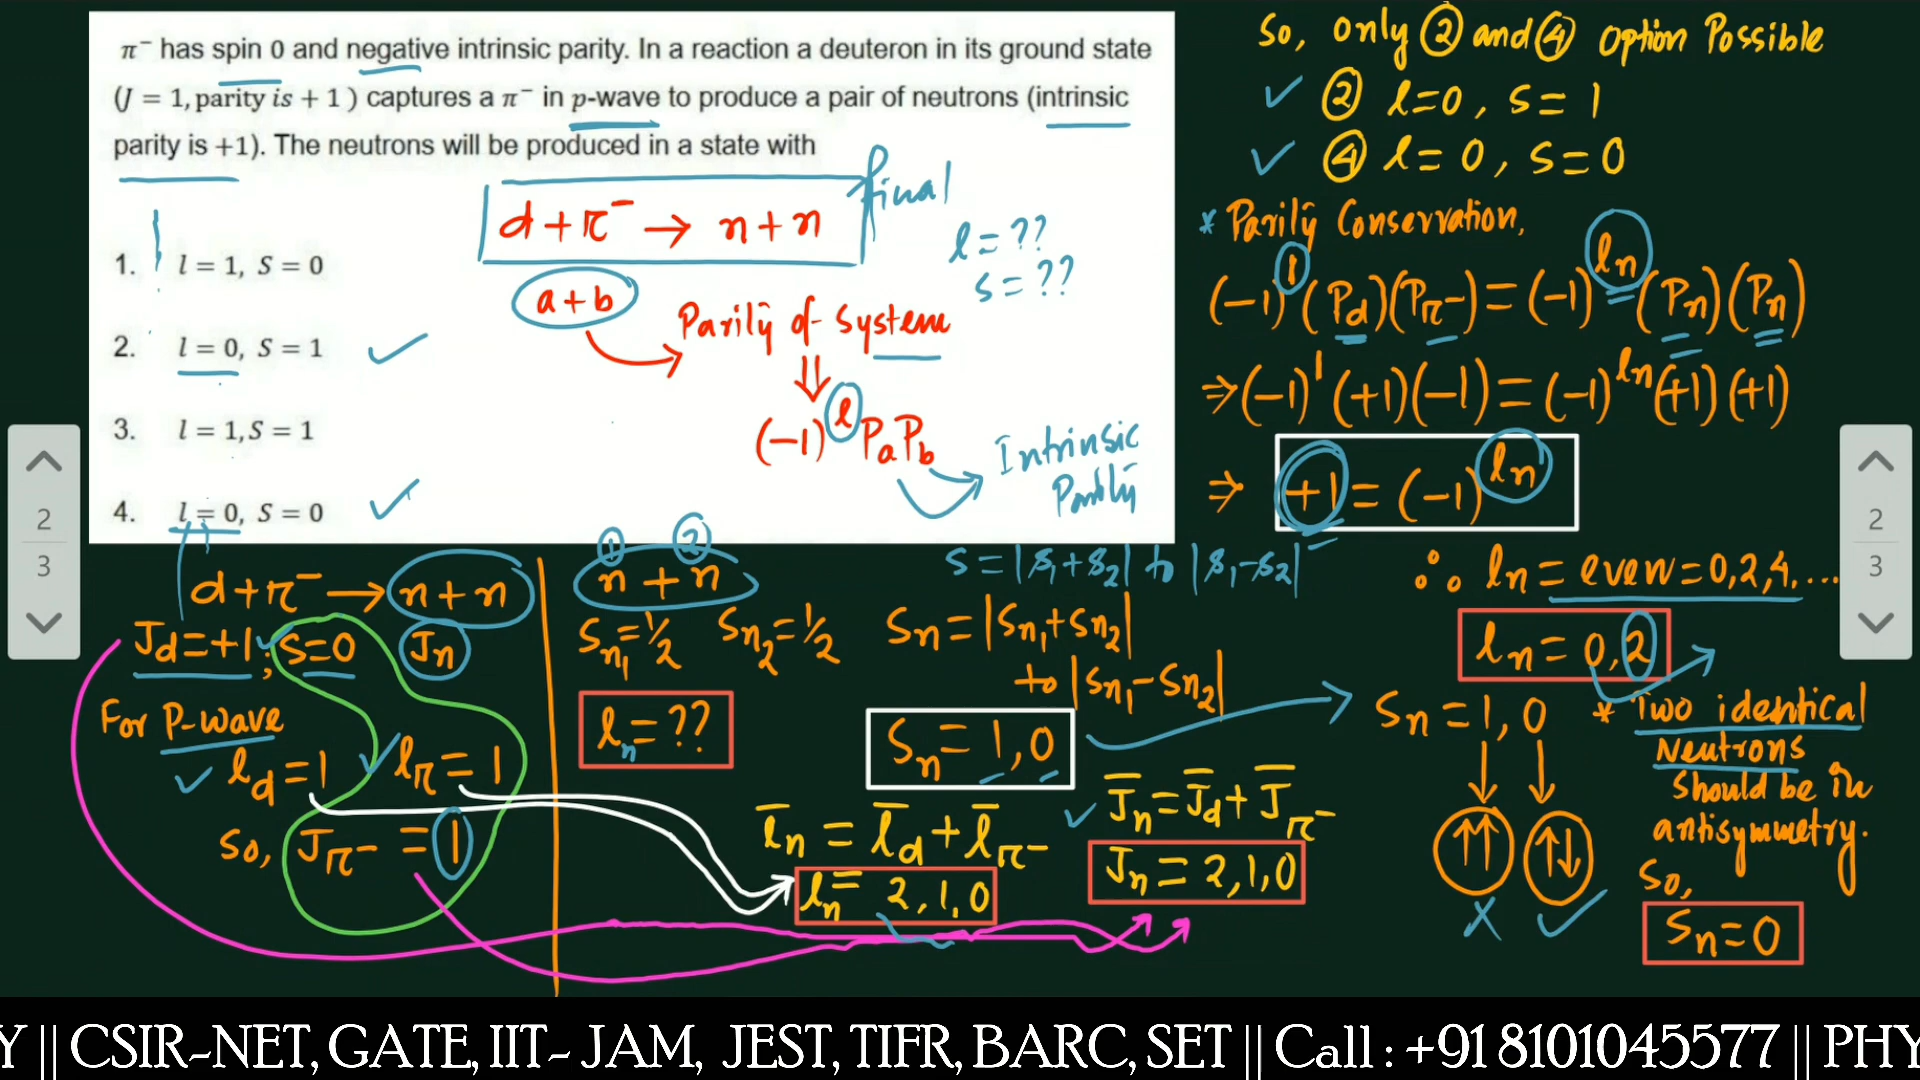 π⁻ has spin 0 and negative intrinsic parity. In a reaction a deuteron in its ground state
(J = 1, parity is + 1 ) captures a π⁻ in p-wave to produce a pair of neutrons (intrinsic
parity is +1). The neutrons will be produced in a state with
1. l = 1, S = 0
2. l = 0, S = 1
3. l = 1, S = 1
4. l = 0, S = 0
d + π⁻ → n + n
final
l = ??
s = ??
a + b
Parity of System
⇓
(-1)^l PaPb
Intrinsic
Parity
So, only ② and ④ option Possible
② l = 0, S = 1
④ l = 0, S = 0
* Parity Conservation,
(-1)^1 (Pd)(Pπ-) = (-1)^ln (Pn)(Pn)
⇒ (-1)^1 (+1)(-1) = (-1)^ln (+1)(+1)
⇒ +1 = (-1)^ln
∴ ln = even = 0,2,4,...
ln = 0,2
d + π⁻ → n + n
Jd = +1 ; S = 0 Jn
For P-wave
ld = 1 lπ = 1
So, Jπ- = 1
① ②
n + n
Sn1 = ½ Sn2 = ½
ln = ??
s = |s1+s2| to |s1-s2|
Sn = |Sn1+Sn2|
to |Sn1-Sn2|
Sn = 1,0
l̄n = l̄d + l̄π-
ln = 2,1,0
J̄n = J̄d + J̄π-
Jn = 2,1,0
Sn = 1, 0
↑↑ ↑↓
* Two identical
Neutrons
should be in
antisymmetry.
So,
Sn = 0
2
3
2
3
Y || CSIR-NET, GATE, IIT- JAM, JEST, TIFR, BARC, SET || Call : +91 8101045577 || PHY